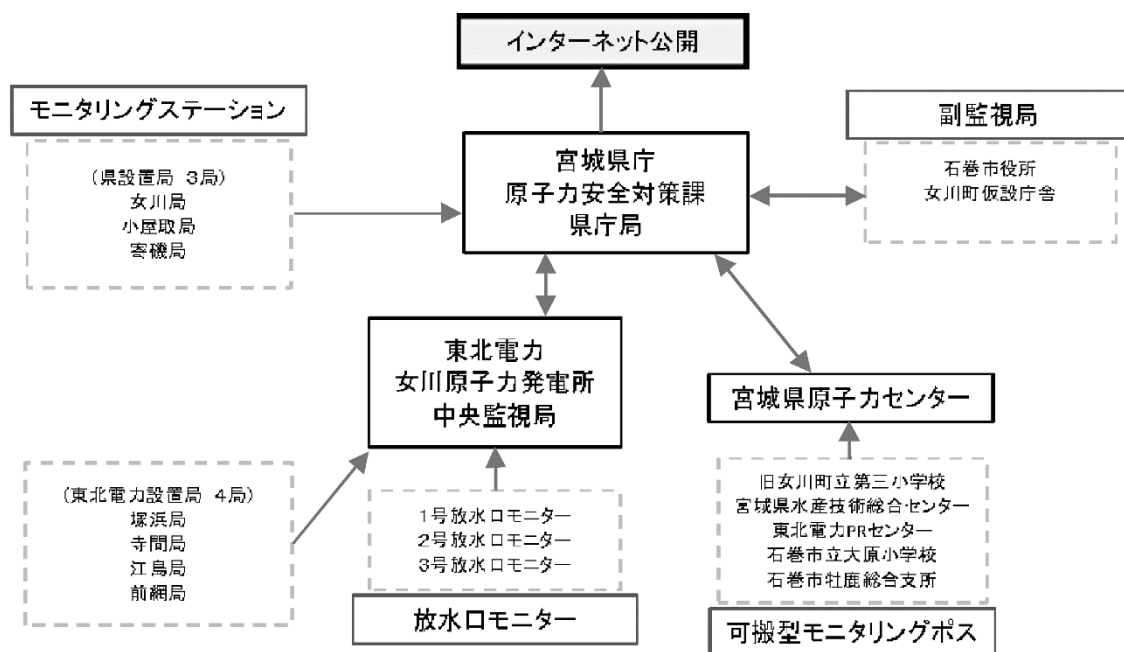 インターネット公開
モニタリングステーション
(県設置局 3局)
女川局
小屋取局
寄磯局
宮城県庁
原子力安全対策課
県庁局
副監視局
石巻市役所
女川町仮設庁舎
東北電力
女川原子力発電所
中央監視局
宮城県原子力センター
(東北電力設置局 4局)
塚浜局
寺間局
江島局
前網局
1号放水口モニター
2号放水口モニター
3号放水口モニター
放水口モニター
旧女川町立第三小学校
宮城県水産技術総合センター
東北電力PRセンター
石巻市立大原小学校
石巻市牡鹿総合支所
可搬型モニタリングポス